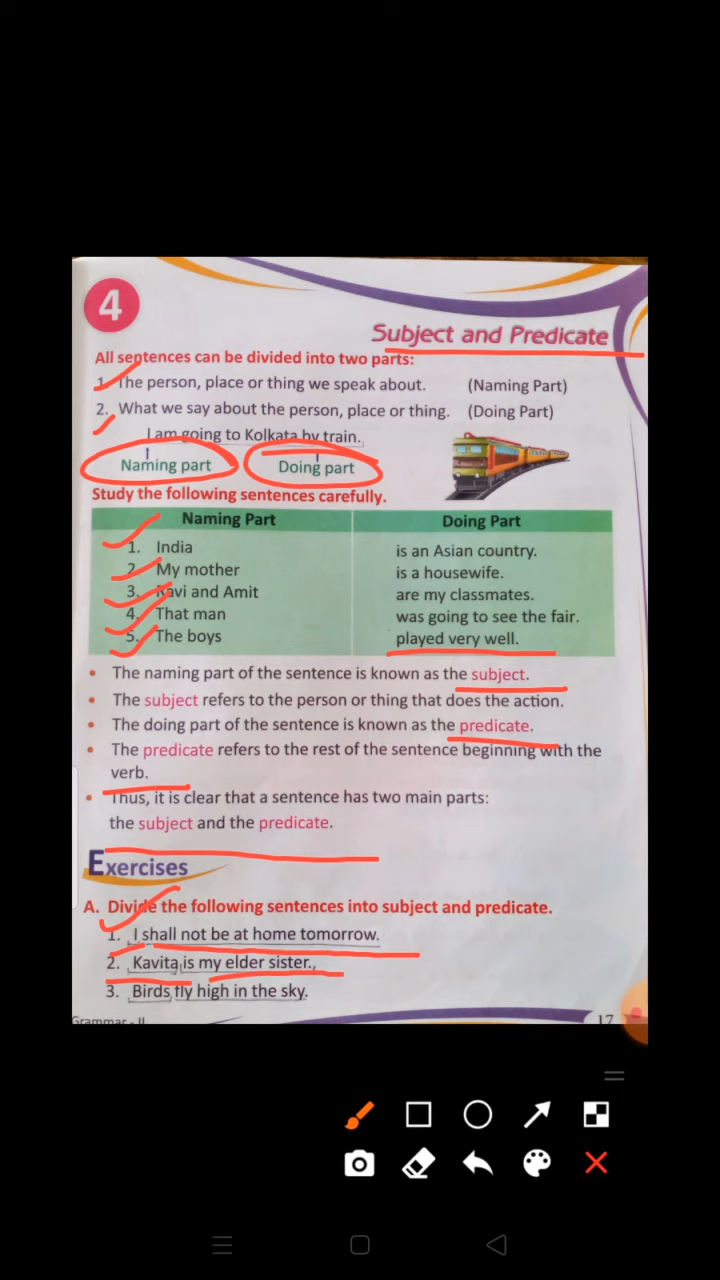 4
Subject and Predicate
All sentences can be divided into two parts:
1. The person, place or thing we speak about. (Naming Part)
2. What we say about the person, place or thing. (Doing Part)
I am going to Kolkata by train.
Naming part Doing part
Study the following sentences carefully.
Naming Part Doing Part
1. India is an Asian country.
2. My mother is a housewife.
3. Ravi and Amit are my classmates.
4. That man was going to see the fair.
5. The boys played very well.
• The naming part of the sentence is known as the subject.
• The subject refers to the person or thing that does the action.
• The doing part of the sentence is known as the predicate.
• The predicate refers to the rest of the sentence beginning with the
verb.
• Thus, it is clear that a sentence has two main parts:
the subject and the predicate.
Exercises
A. Divide the following sentences into subject and predicate.
1. I shall not be at home tomorrow.
2. Kavita is my elder sister.
3. Birds fly high in the sky.
Grammar - II 17